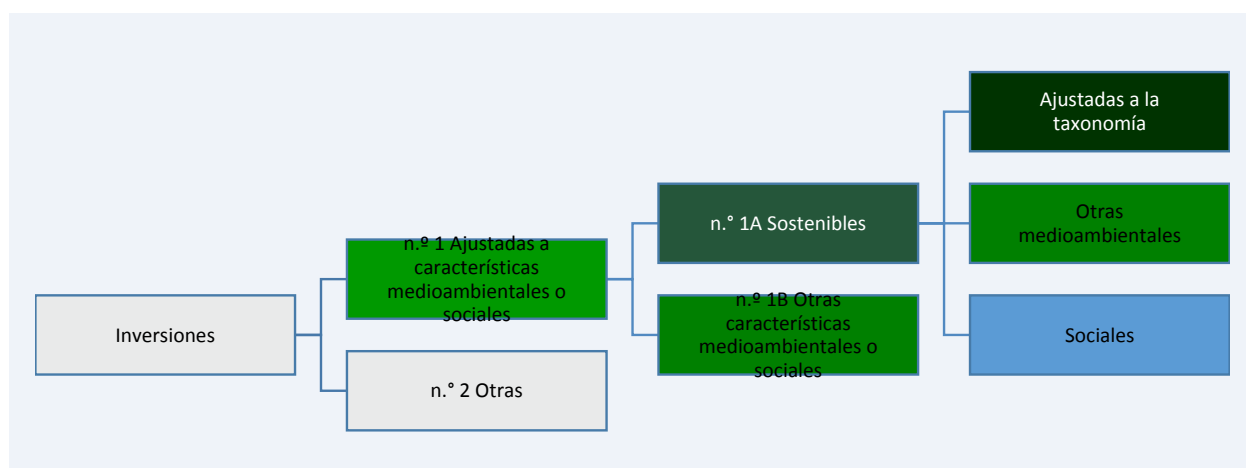 Inversiones
n.º 1 Ajustadas a
características
medioambientales o
sociales
n.° 2 Otras
n.° 1A Sostenibles
n.º 1B Otras
características
medioambientales o
sociales
Ajustadas a la
taxonomía
Otras
medioambientales
Sociales